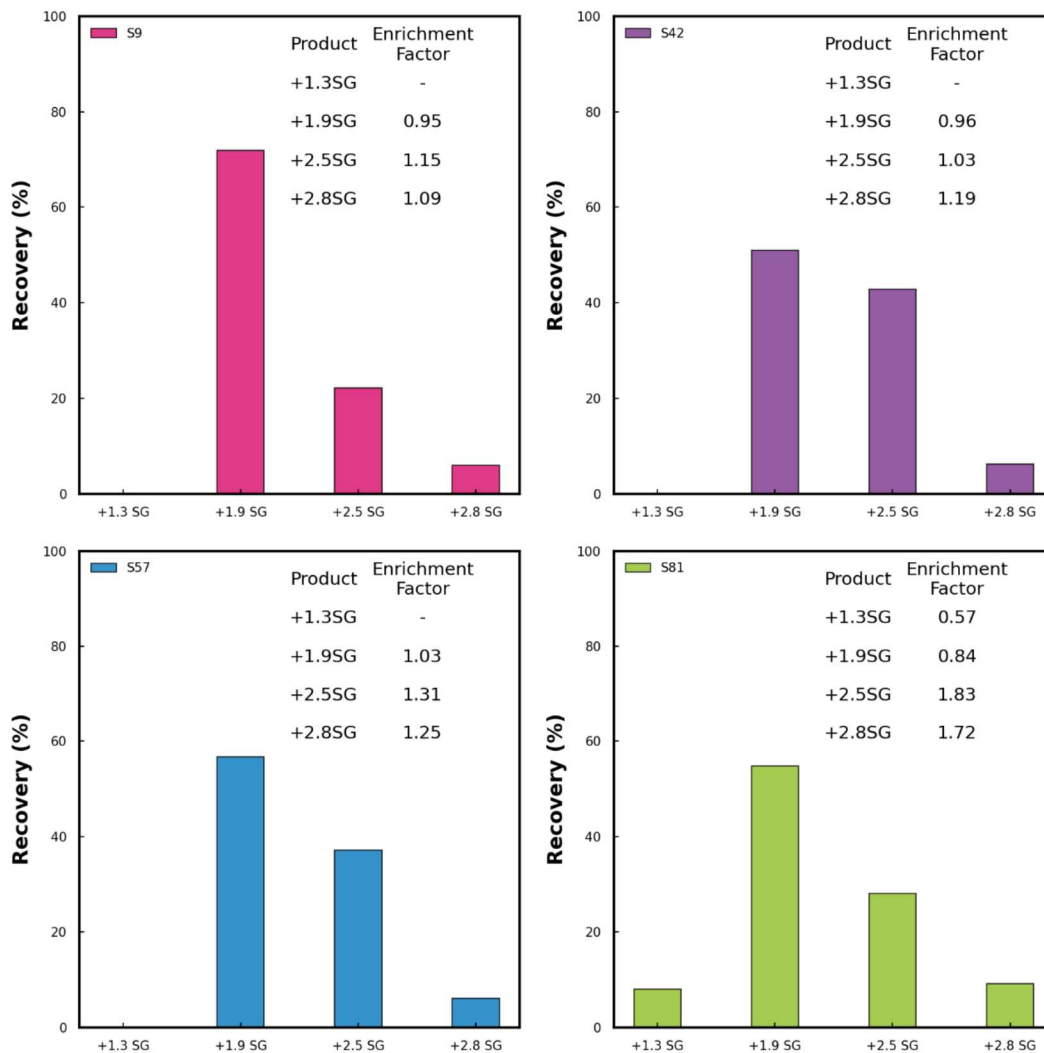 100
80
60
40
20
0
Recovery (%)
S9
Product Enrichment
Factor
+1.3SG -
+1.9SG 0.95
+2.5SG 1.15
+2.8SG 1.09
+1.3 SG +1.9 SG +2.5 SG +2.8 SG
100
80
60
40
20
0
Recovery (%)
S42
Product Enrichment
Factor
+1.3SG -
+1.9SG 0.96
+2.5SG 1.03
+2.8SG 1.19
+1.3 SG +1.9 SG +2.5 SG +2.8 SG
100
80
60
40
20
0
Recovery (%)
S57
Product Enrichment
Factor
+1.3SG -
+1.9SG 1.03
+2.5SG 1.31
+2.8SG 1.25
+1.3 SG +1.9 SG +2.5 SG +2.8 SG
100
80
60
40
20
0
Recovery (%)
S81
Product Enrichment
Factor
+1.3SG 0.57
+1.9SG 0.84
+2.5SG 1.83
+2.8SG 1.72
+1.3 SG +1.9 SG +2.5 SG +2.8 SG